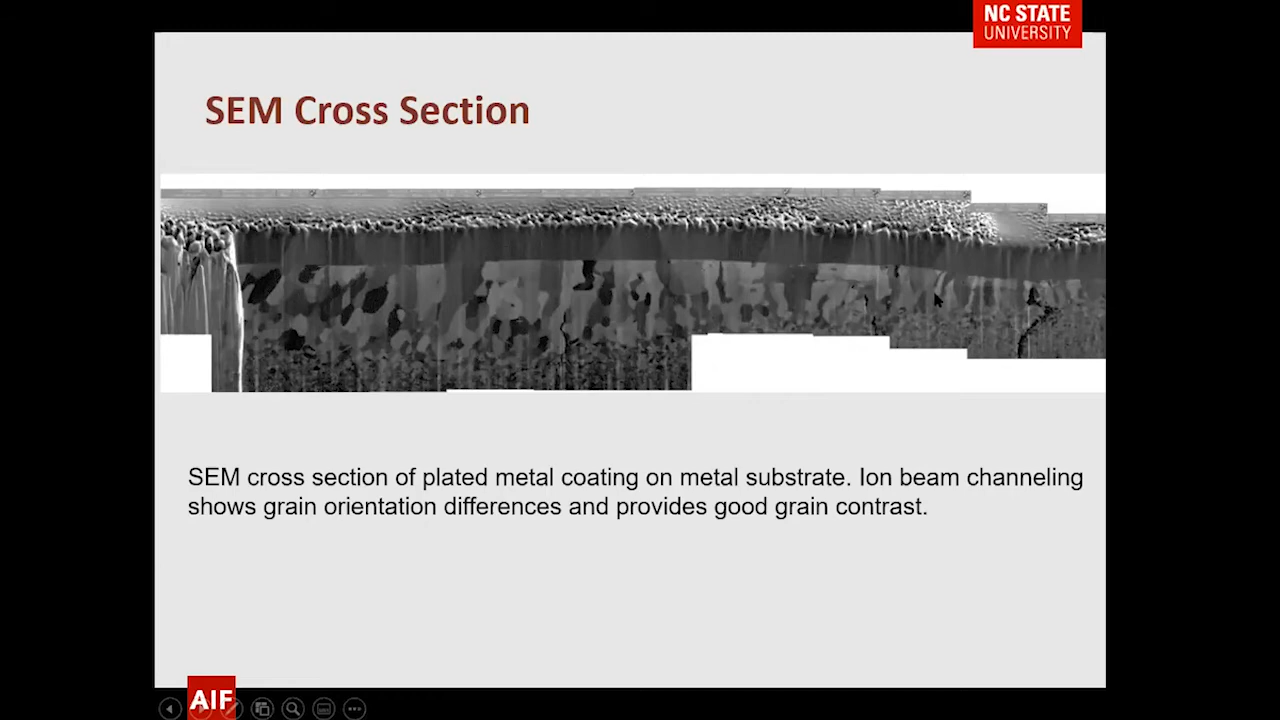 NC STATE
UNIVERSITY
SEM Cross Section
SEM cross section of plated metal coating on metal substrate. Ion beam channeling
shows grain orientation differences and provides good grain contrast.
AIF